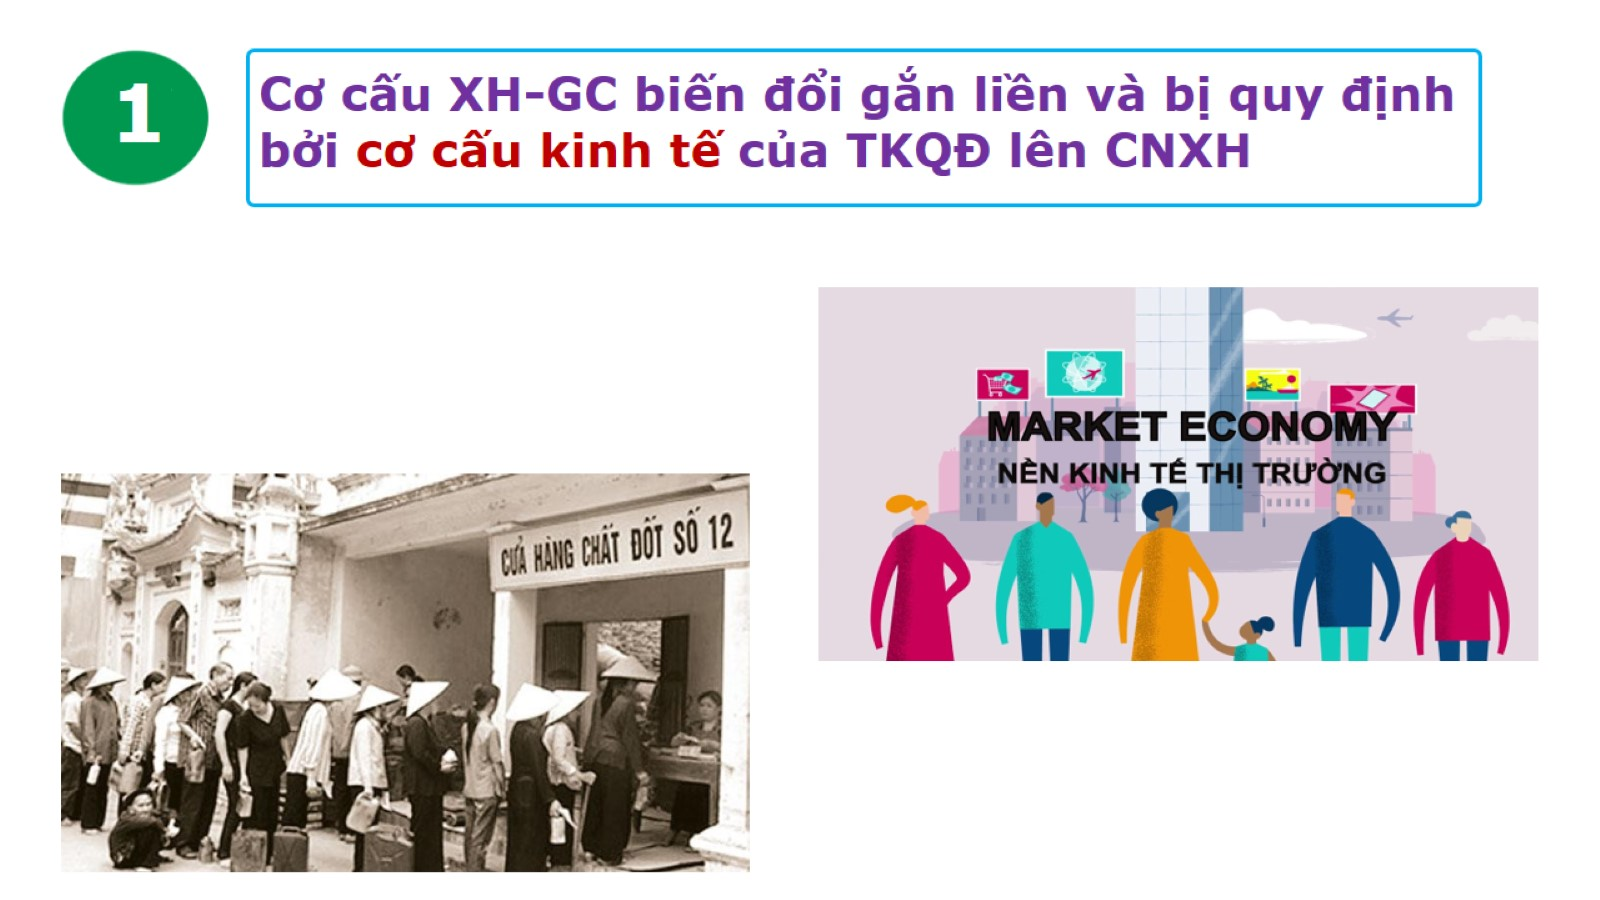 1
Cơ cấu XH-GC biến đổi gắn liền và bị quy định
bởi cơ cấu kinh tế của TKQĐ lên CNXH
MARKET ECONOMY
NỀN KINH TẾ THỊ TRƯỜNG
CỬA HÀNG CHẤT ĐỐT SỐ 12